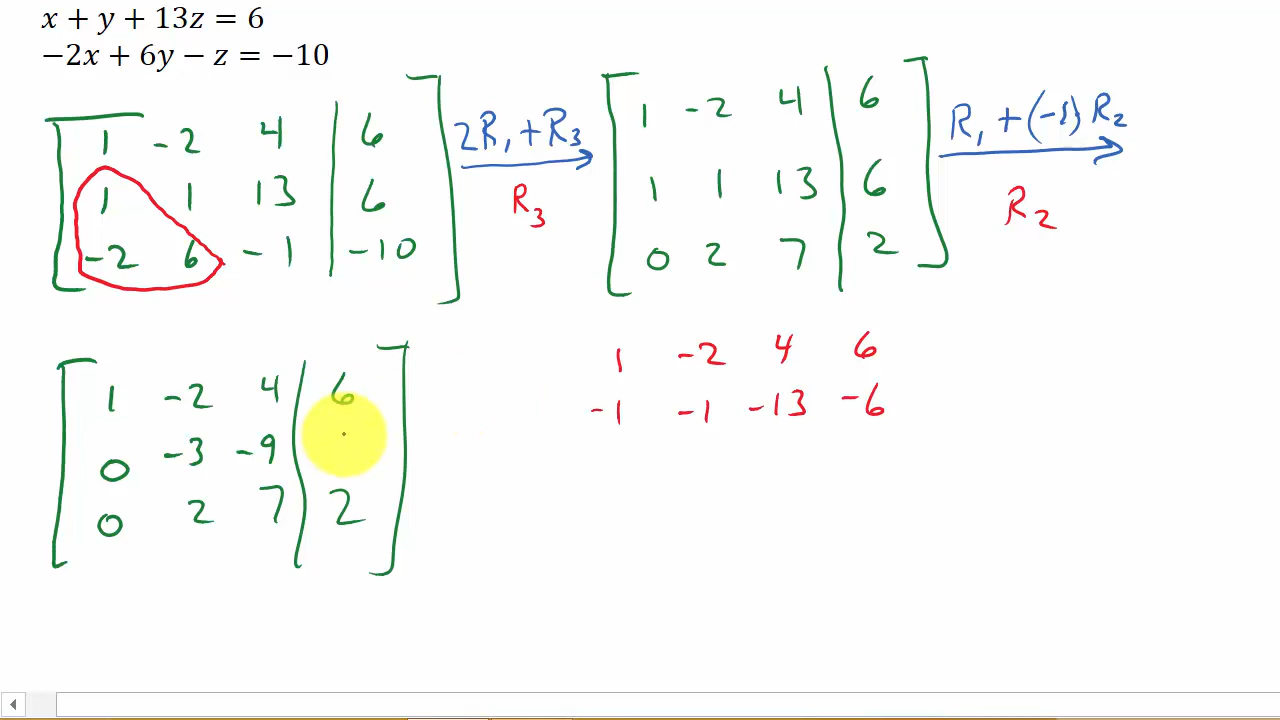 x + y + 13z = 6
−2x + 6y − z = −10
1 -2 4 6
1 1 13 6
-2 6 -1 -10
2R1 + R3
R3
1 -2 4 6
1 1 13 6
0 2 7 2
R1 + (-1) R2
R2
1 -2 4 6
-1 -1 -13 -6
1 -2 4 6
0 -3 -9
0 2 7 2